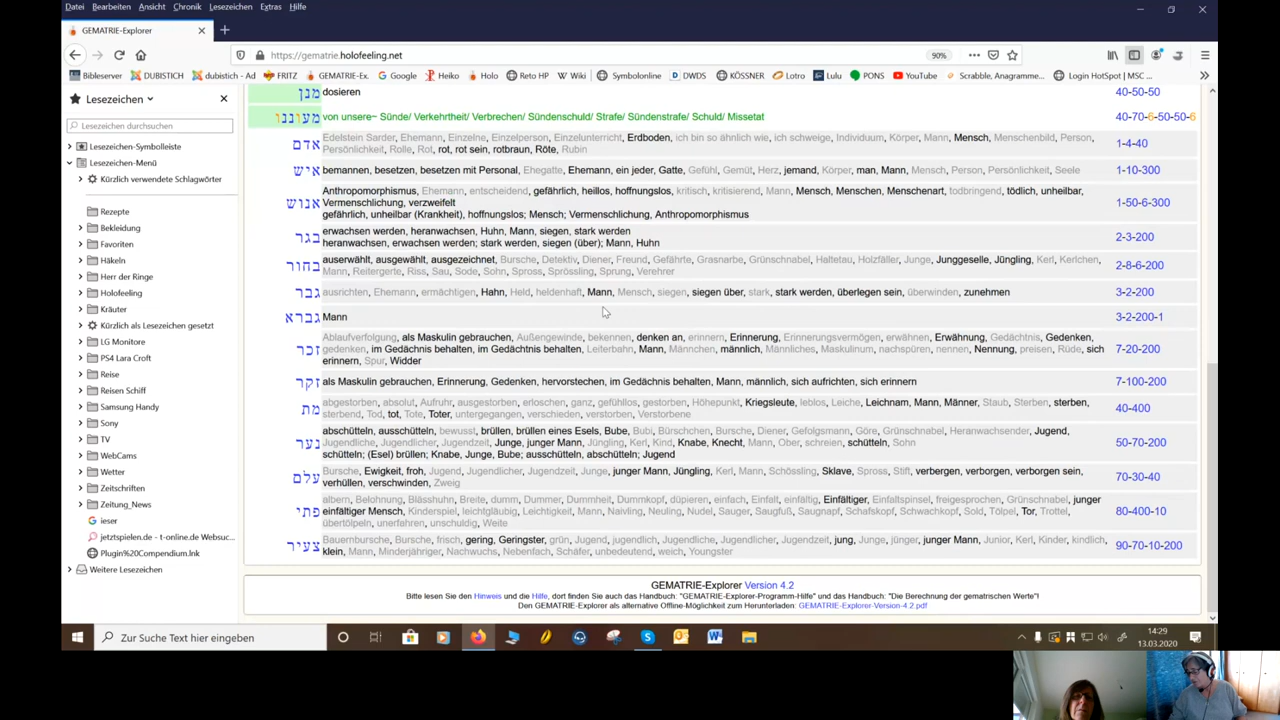 Datei Bearbeiten Ansicht Chronik Lesezeichen Extras Hilfe
GEMATRIE-Explorer
https://gematrie.holofeeling.net
90%
Bibleserver DUBISTICH dubistich - Ad FRITZ GEMATRIE-Ex. Google Heiko Holo Reto HP Wiki Symbolonline DWDS KÖSSNER Lotro Lulu PONS YouTube Scrabble, Anagramme... Login HotSpot | MSC ...
Lesezeichen
Lesezeichen durchsuchen
Lesezeichen-Symbolleiste
Lesezeichen-Menü
Kürzlich verwendete Schlagwörter
Rezepte
Bekleidung
Favoriten
Häkeln
Herr der Ringe
Holofeeling
Kräuter
Kürzlich als Lesezeichen gesetzt
LG Monitore
PS4 Lara Croft
Reise
Reisen Schiff
Samsung Handy
Sony
TV
WebCams
Wetter
Zeitschriften
Zeitung_News
ieser
jetztspielen.de - t-online.de Websuc...
Plugin%20Compendium.lnk
Weitere Lesezeichen
מנן dosieren 40-50-50
מעוננו von unsere~ Sünde/ Verkehrtheit/ Verbrechen/ Sündenschuld/ Strafe/ Sündenstrafe/ Schuld/ Missetat 40-70-6-50-50-6
אדם Edelstein Sarder, Ehemann, Einzelne, Einzelperson, Einzelunterricht, Erdboden, ich bin so ähnlich wie, ich schweige, Individuum, Körper, Mann, Mensch, Menschenbild, Person, 1-4-40
Persönlichkeit, Rolle, Rot, rot, rot sein, rotbraun, Röte, Rubin
איש bemannen, besetzen, besetzen mit Personal, Ehegatte, Ehemann, ein jeder, Gatte, Gefühl, Gemüt, Herz, jemand, Körper, man, Mann, Mensch, Person, Persönlichkeit, Seele 1-10-300
אנוש Anthropomorphismus, Ehemann, entscheidend, gefährlich, heillos, hoffnungslos, kritisch, kritisierend, Mann, Mensch, Menschen, Menschenart, todbringend, tödlich, unheilbar, 1-50-6-300
Vermenschlichung, verzweifelt
gefährlich, unheilbar (Krankheit), hoffnungslos; Mensch; Vermenschlichung, Anthropomorphismus
בגר erwachsen werden, heranwachsen, Huhn, Mann, siegen, stark werden 2-3-200
heranwachsen, erwachsen werden; stark werden, siegen (über); Mann, Huhn
בחור auserwählt, ausgewählt, ausgezeichnet, Bursche, Detektiv, Diener, Freund, Gefährte, Grasnarbe, Grünschnabel, Haltetau, Holzfäller, Junge, Junggeselle, Jüngling, Kerl, Kerlchen, 2-8-6-200
Mann, Reitergerte, Riss, Sau, Sode, Sohn, Spross, Sprössling, Sprung, Verehrer
גבר ausrichten, Ehemann, ermächtigen, Hahn, Held, heldenhaft, Mann, Mensch, siegen, siegen über, stark, stark werden, überlegen sein, überwinden, zunehmen 3-2-200
גברא Mann 3-2-200-1
זכר Ablaufverfolgung, als Maskulin gebrauchen, Außengewinde, bekennen, denken an, erinnern, Erinnerung, Erinnerungsvermögen, erwähnen, Erwähnung, Gedächtnis, Gedenken, 7-20-200
gedenken, im Gedächtnis behalten, im Gedächtnis behalten, Leiterbahn, Mann, Männchen, männlich, Männliches, Maskulinum, nachspüren, nennen, Nennung, preisen, Rüde, sich
erinnern, Spur, Widder
זקר als Maskulin gebrauchen, Erinnerung, Gedenken, hervorstechen, im Gedächnis behalten, Mann, männlich, sich aufrichten, sich erinnern 7-100-200
מת abgestorben, absolut, Aufruhr, ausgestorben, erloschen, ganz, gefühllos, gestorben, Höhepunkt, Kriegsleute, leblos, Leiche, Leichnam, Mann, Männer, Staub, Sterben, sterben, 40-400
sterbend, Tod, tot, Tote, Toter, untergegangen, verschieden, verstorben, Verstorbene
נער abschütteln, ausschütteln, bewusst, brüllen, brüllen eines Esels, Bube, Bubi, Bürschchen, Bursche, Diener, Gefolgsmann, Göre, Grünschnabel, Heranwachsender, Jugend, 50-70-200
Jugendliche, Jugendlicher, Jugendzeit, Junge, junger Mann, Jüngling, Kerl, Kind, Knabe, Knecht, Mann, Ober, schreien, schütteln, Sohn
schütteln; (Esel) brüllen; Knabe, Junge, Bube; ausschütteln, abschütteln; Jugend
עלם Bursche, Ewigkeit, froh, Jugend, Jugendlicher, Jugendzeit, Junge, junger Mann, Jüngling, Kerl, Mann, Schössling, Sklave, Spross, Stift, verbergen, verborgen, verborgen sein, 70-30-40
verhüllen, verschwinden, Zweig
פתי albern, Belohnung, Blässhuhn, Breite, dumm, Dummer, Dummheit, Dummkopf, düpieren, einfach, Einfalt, einfältig, Einfältiger, Einfaltspinsel, freigesprochen, Grünschnabel, junger 80-400-10
einfältiger Mensch, Kinderspiel, leichtgläubig, Leichtigkeit, Mann, Naivling, Neuling, Nudel, Sauger, Saugfuß, Saugnapf, Schafskopf, Schwachkopf, Sold, Tölpel, Tor, Trottel,
übertölpeln, unerfahren, unschuldig, Weite
צעיר Bauernbursche, Bursche, frisch, gering, Geringster, grün, Jugend, jugendlich, Jugendliche, Jugendlicher, Jugendzeit, jung, Junge, jünger, junger Mann, Junior, Kerl, Kinder, kindlich, 90-70-10-200
klein, Mann, Minderjähriger, Nachwuchs, Nebenfach, Schäfer, unbedeutend, weich, Youngster
GEMATRIE-Explorer Version 4.2
Bitte lesen Sie den Hinweis und die Hilfe, dort finden Sie auch das Handbuch: "GEMATRIE-Explorer-Programm-Hilfe" und das Handbuch: "Die Berechnung der gematrischen Werte"!
Den GEMATRIE-Explorer als alternative Offline-Möglichkeit zum Herunterladen: GEMATRIE-Explorer-Version-4.2.pdf
Zur Suche Text hier eingeben
14:29
13.03.2020